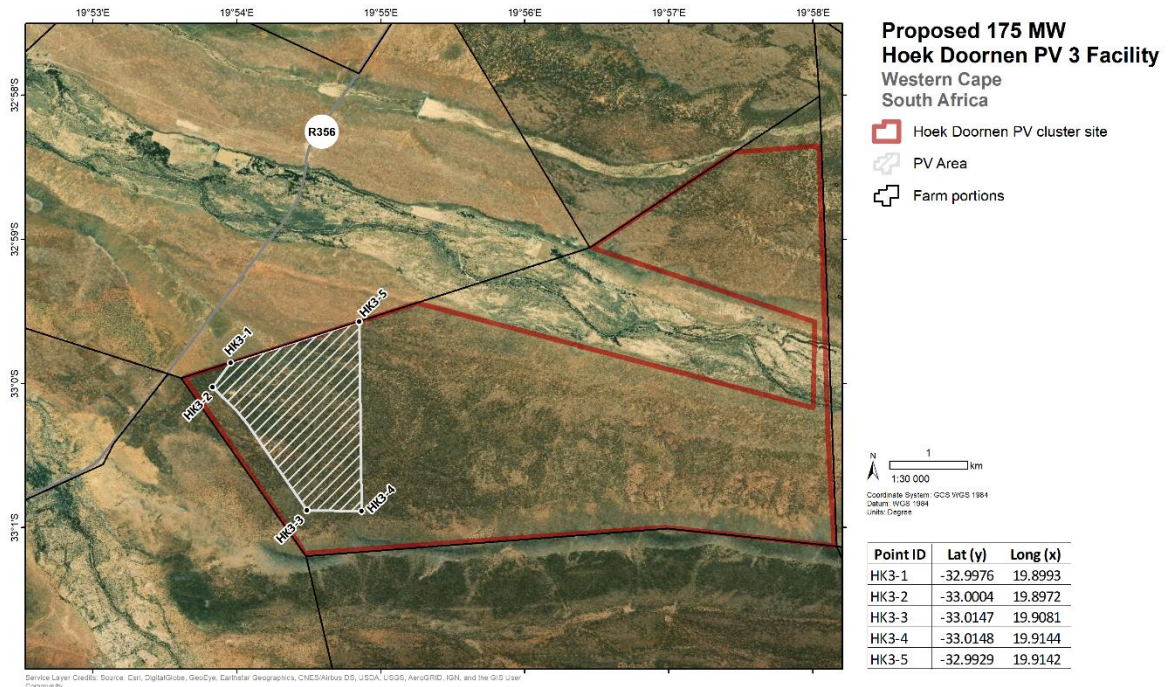 19°53'E 19°54'E 19°55'E 19°56'E 19°57'E 19°58'E
32°58'S
32°59'S
33°0'S
33°1'S
R356
HK3-1
HK3-2
HK3-3
HK3-4
HK3-5
Proposed 175 MW
Hoek Doornen PV 3 Facility
Western Cape
South Africa
Hoek Doornen PV cluster site
PV Area
Farm portions
N
1
km
1:30 000
Coordinate System: GCS WGS 1984
Datum: WGS 1984
Units: Degree
Point ID Lat (y) Long (x)
HK3-1 -32.9976 19.8993
HK3-2 -33.0004 19.8972
HK3-3 -33.0147 19.9081
HK3-4 -33.0148 19.9144
HK3-5 -32.9929 19.9142
Service Layer Credits: Source: Esri, DigitalGlobe, GeoEye, Earthstar Geographics, CNES/Airbus DS, USDA, USGS, AeroGRID, IGN, and the GIS User
Community